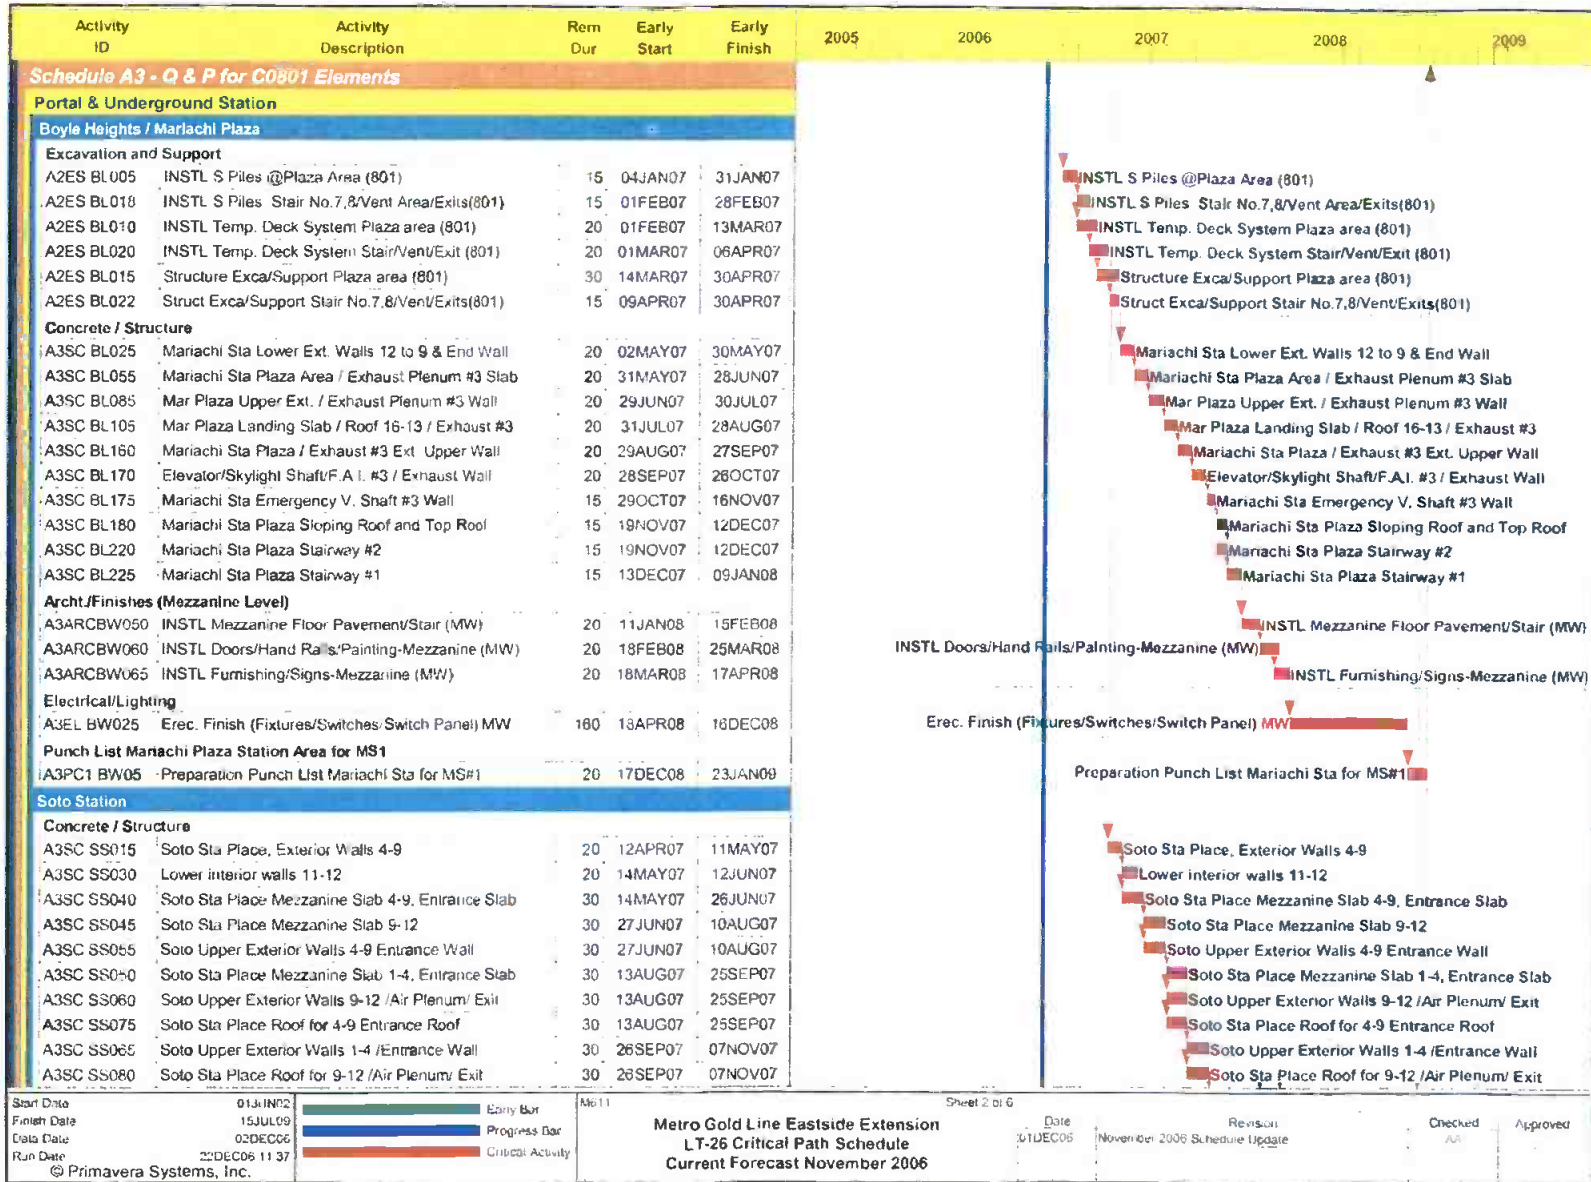 Activity ID Activity Description Rem Dur Early Start Early Finish 2005 2006 2007 2008 2009
Schedule A3 - Q & P for C0801 Elements
Portal & Underground Station
Boyle Heights / Mariachi Plaza
Excavation and Support
A2ES BL005 INSTL S Piles @Plaza Area (801) 15 04JAN07 31JAN07 INSTL S Piles @Plaza Area (801)
A2ES BL018 INSTL S Piles Stair No.7,8/Vent Area/Exits(801) 15 01FEB07 28FEB07 INSTL S Piles Stair No.7,8/Vent Area/Exits(801)
A2ES BL010 INSTL Temp. Deck System Plaza area (801) 20 01FEB07 13MAR07 INSTL Temp. Deck System Plaza area (801)
A2ES BL020 INSTL Temp. Deck System Stair/Vent/Exit (801) 20 01MAR07 06APR07 INSTL Temp. Deck System Stair/Vent/Exit (801)
A2ES BL015 Structure Exca/Support Plaza area (801) 30 14MAR07 30APR07 Structure Exca/Support Plaza area (801)
A2ES BL022 Struct Exca/Support Stair No.7,8/Vent/Exits(801) 15 09APR07 30APR07 Struct Exca/Support Stair No.7,8/Vent/Exits(801)
Concrete / Structure
A3SC BL025 Mariachi Sta Lower Ext. Walls 12 to 9 & End Wall 20 02MAY07 30MAY07 Mariachi Sta Lower Ext. Walls 12 to 9 & End Wall
A3SC BL055 Mariachi Sta Plaza Area / Exhaust Plenum #3 Slab 20 31MAY07 28JUN07 Mariachi Sta Plaza Area / Exhaust Plenum #3 Slab
A3SC BL085 Mar Plaza Upper Ext. / Exhaust Plenum #3 Wall 20 29JUN07 30JUL07 Mar Plaza Upper Ext. / Exhaust Plenum #3 Wall
A3SC BL105 Mar Plaza Landing Slab / Roof 16-13 / Exhaust #3 20 31JUL07 28AUG07 Mar Plaza Landing Slab / Roof 16-13 / Exhaust #3
A3SC BL160 Mariachi Sta Plaza / Exhaust #3 Ext. Upper Wall 20 29AUG07 27SEP07 Mariachi Sta Plaza / Exhaust #3 Ext. Upper Wall
A3SC BL170 Elevator/Skylight Shaft/F.A.I. #3 / Exhaust Wall 20 28SEP07 26OCT07 Elevator/Skylight Shaft/F.A.I. #3 / Exhaust Wall
A3SC BL175 Mariachi Sta Emergency V. Shaft #3 Wall 15 29OCT07 16NOV07 Mariachi Sta Emergency V. Shaft #3 Wall
A3SC BL180 Mariachi Sta Plaza Sloping Roof and Top Roof 15 19NOV07 12DEC07 Mariachi Sta Plaza Sloping Roof and Top Roof
A3SC BL220 Mariachi Sta Plaza Stairway #2 15 19NOV07 12DEC07 Mariachi Sta Plaza Stairway #2
A3SC BL225 Mariachi Sta Plaza Stairway #1 15 13DEC07 09JAN08 Mariachi Sta Plaza Stairway #1
Archt./Finishes (Mezzanine Level)
A3ARCBW050 INSTL Mezzanine Floor Pavement/Stair (MW) 20 11JAN08 15FEB08 INSTL Mezzanine Floor Pavement/Stair (MW)
A3ARCBW060 INSTL Doors/Hand Rails/Painting-Mezzanine (MW) 20 18FEB08 25MAR08 INSTL Doors/Hand Rails/Painting-Mezzanine (MW)
A3ARCBW065 INSTL Furnishing/Signs-Mezzanine (MW) 20 18MAR08 17APR08 INSTL Furnishing/Signs-Mezzanine (MW)
Electrical/Lighting
A3EL BW025 Erec. Finish (Fixtures/Switches/Switch Panel) MW 160 18APR08 16DEC08 Erec. Finish (Fixtures/Switches/Switch Panel) MW
Punch List Mariachi Plaza Station Area for MS1
A3PC1 BW05 Preparation Punch List Mariachi Sta for MS#1 20 17DEC08 23JAN09 Preparation Punch List Mariachi Sta for MS#1
Soto Station
Concrete / Structure
A3SC SS015 Soto Sta Place, Exterior Walls 4-9 20 12APR07 11MAY07 Soto Sta Place, Exterior Walls 4-9
A3SC SS030 Lower interior walls 11-12 20 14MAY07 12JUN07 Lower interior walls 11-12
A3SC SS040 Soto Sta Place Mezzanine Slab 4-9, Entrance Slab 30 14MAY07 26JUN07 Soto Sta Place Mezzanine Slab 4-9, Entrance Slab
A3SC SS045 Soto Sta Place Mezzanine Slab 9-12 30 27JUN07 10AUG07 Soto Sta Place Mezzanine Slab 9-12
A3SC SS055 Soto Upper Exterior Walls 4-9 Entrance Wall 30 27JUN07 10AUG07 Soto Upper Exterior Walls 4-9 Entrance Wall
A3SC SS050 Soto Sta Place Mezzanine Slab 1-4, Entrance Slab 30 13AUG07 25SEP07 Soto Sta Place Mezzanine Slab 1-4, Entrance Slab
A3SC SS060 Soto Upper Exterior Walls 9-12 /Air Plenum/ Exit 30 13AUG07 25SEP07 Soto Upper Exterior Walls 9-12 /Air Plenum/ Exit
A3SC SS075 Soto Sta Place Roof for 4-9 Entrance Roof 30 13AUG07 25SEP07 Soto Sta Place Roof for 4-9 Entrance Roof
A3SC SS065 Soto Upper Exterior Walls 1-4 /Entrance Wall 30 26SEP07 07NOV07 Soto Upper Exterior Walls 1-4 /Entrance Wall
A3SC SS080 Soto Sta Place Roof for 9-12 /Air Plenum/ Exit 30 26SEP07 07NOV07 Soto Sta Place Roof for 9-12 /Air Plenum/ Exit
Start Date 01JUN02
Finish Date 15JUL09
Data Date 02DEC06
Run Date 22DEC06 11:37
© Primavera Systems, Inc.
Early Bar
Progress Bar
Critical Activity
M611 Sheet 2 of 6
Metro Gold Line Eastside Extension
LT-26 Critical Path Schedule
Current Forecast November 2006
Date Revision Checked Approved
01DEC06 November 2006 Schedule Update AA